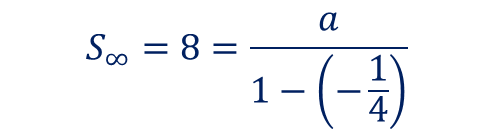 S∞ = 8 = a / (1 − (−1/4))